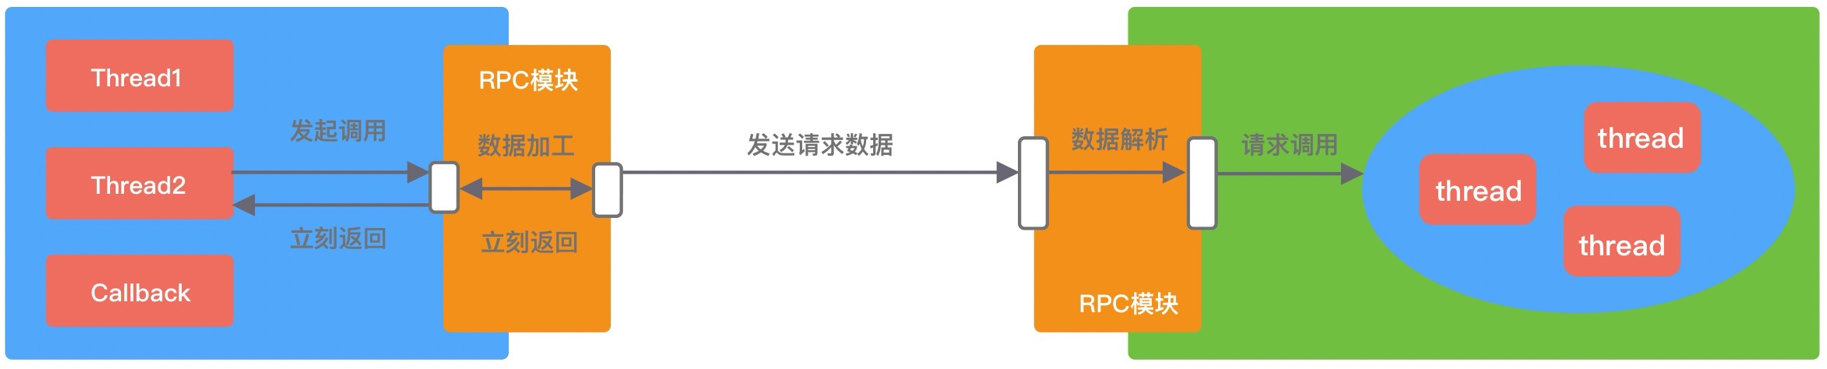 Thread1
Thread2
Callback
发起调用
立刻返回
RPC模块
数据加工
立刻返回
发送请求数据
数据解析
RPC模块
请求调用
thread
thread
thread